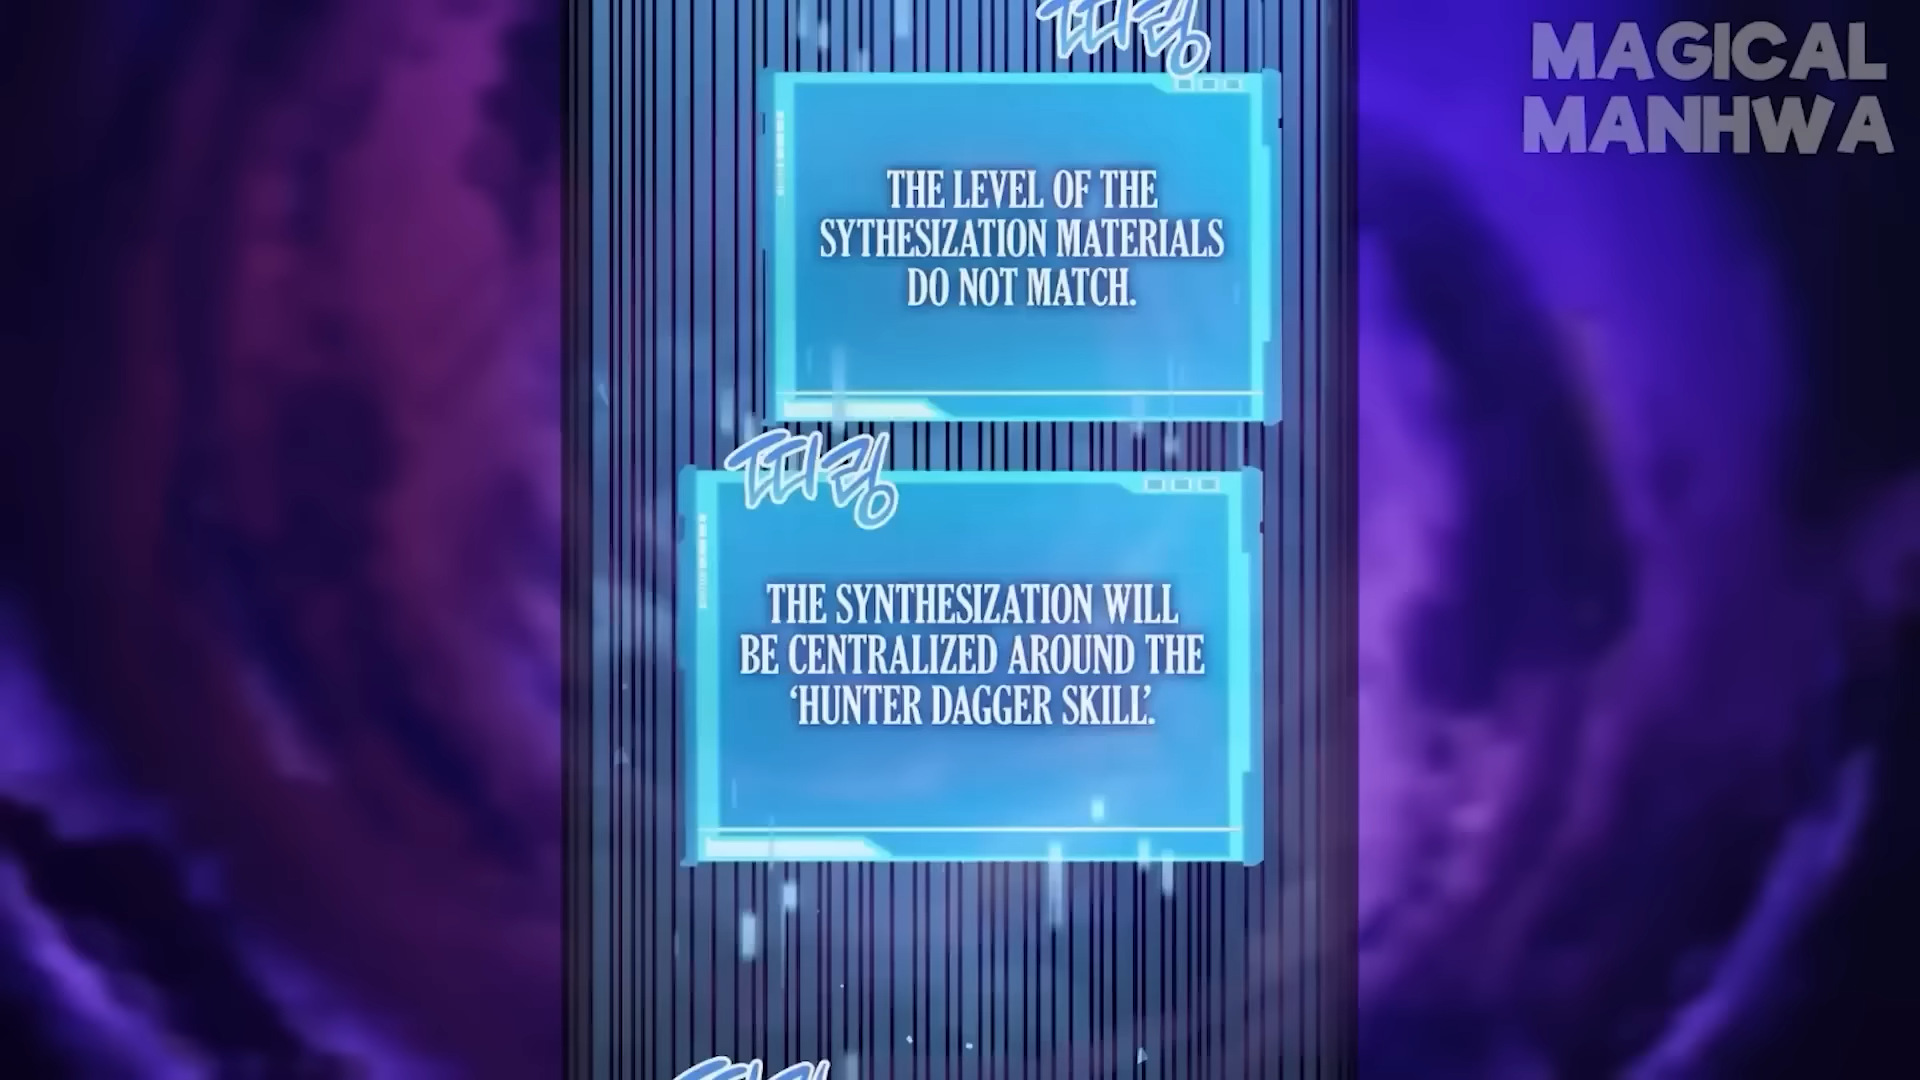 띠링
MAGICAL
MANHWA
THE LEVEL OF THE
SYTHESIZATION MATERIALS
DO NOT MATCH.
띠링
THE SYNTHESIZATION WILL
BE CENTRALIZED AROUND THE
‘HUNTER DAGGER SKILL’.